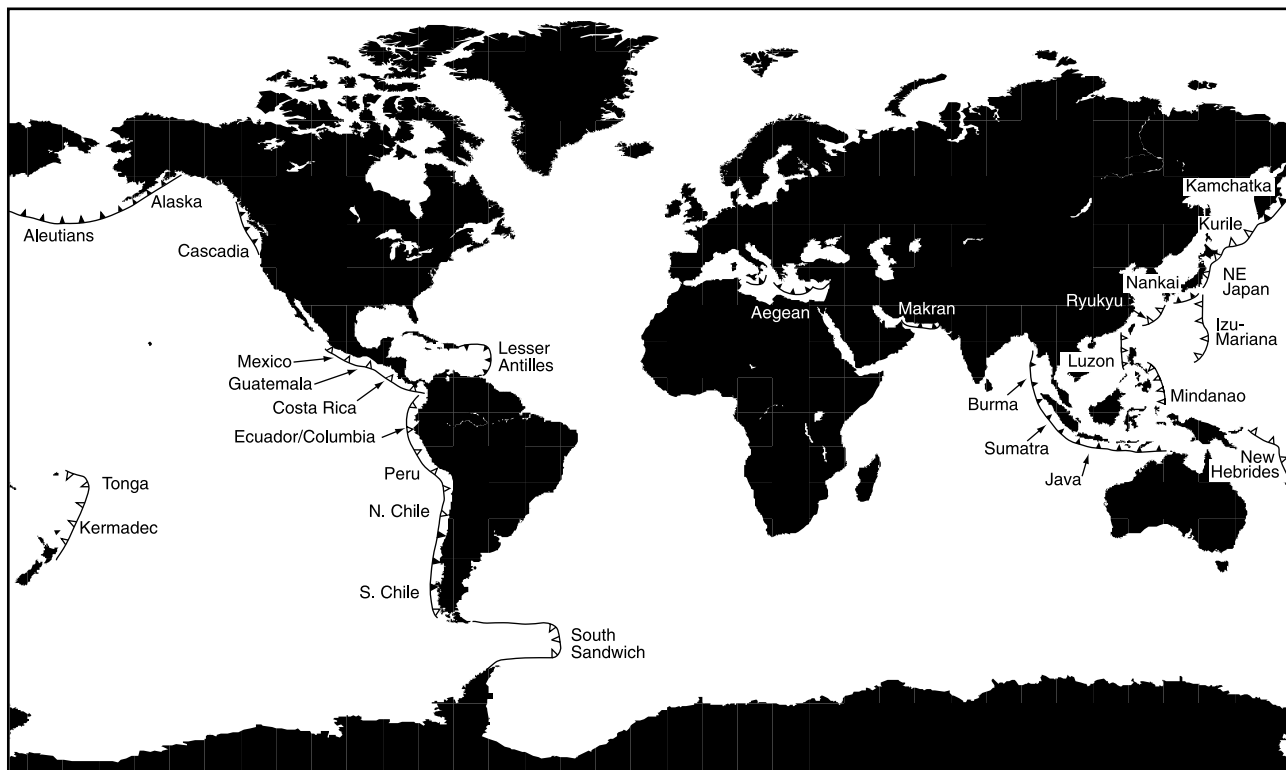 Kamchatka
Alaska
Kurile
Aleutians
Cascadia
NE
Japan
Nankai
Ryukyu
Aegean
Makran
Izu-
Mariana
Lesser
Antilles
Mexico
Luzon
Guatemala
Mindanao
Costa Rica
Burma
Ecuador/Columbia
Sumatra
New
Hebrides
Peru
Java
Tonga
N. Chile
Kermadec
S. Chile
South
Sandwich